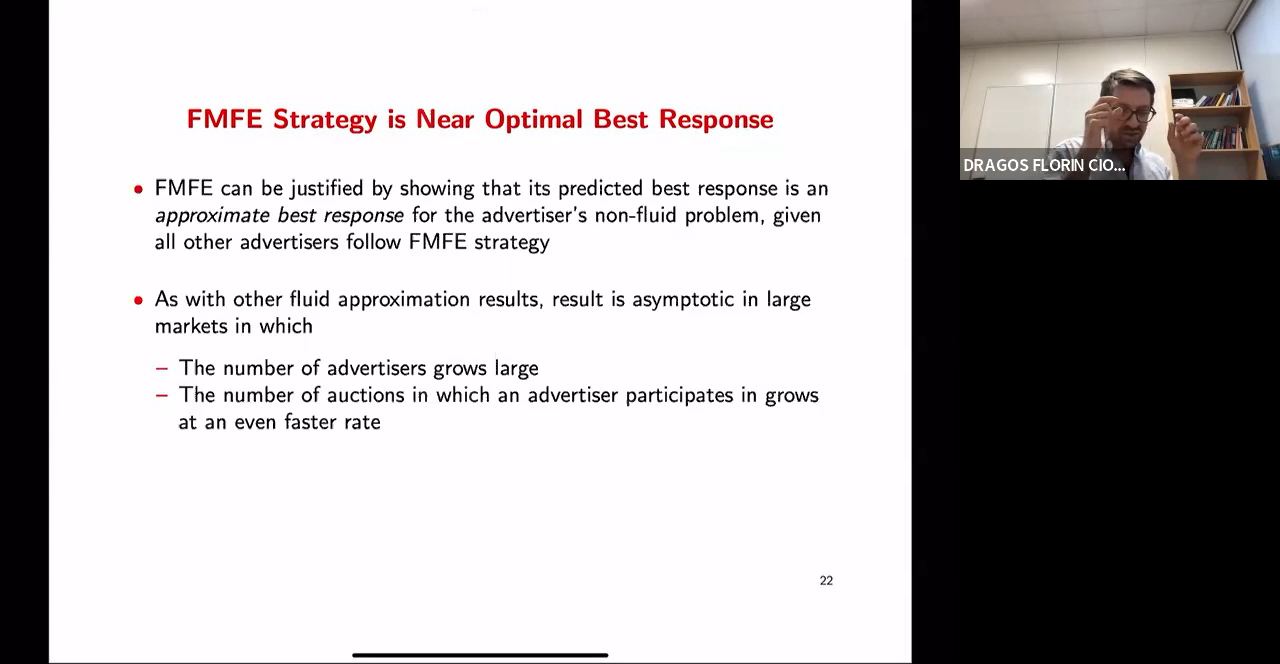 FMFE Strategy is Near Optimal Best Response
• FMFE can be justified by showing that its predicted best response is an
approximate best response for the advertiser's non-fluid problem, given
all other advertisers follow FMFE strategy
• As with other fluid approximation results, result is asymptotic in large
markets in which
– The number of advertisers grows large
– The number of auctions in which an advertiser participates in grows
at an even faster rate
22
DRAGOS FLORIN CIO...